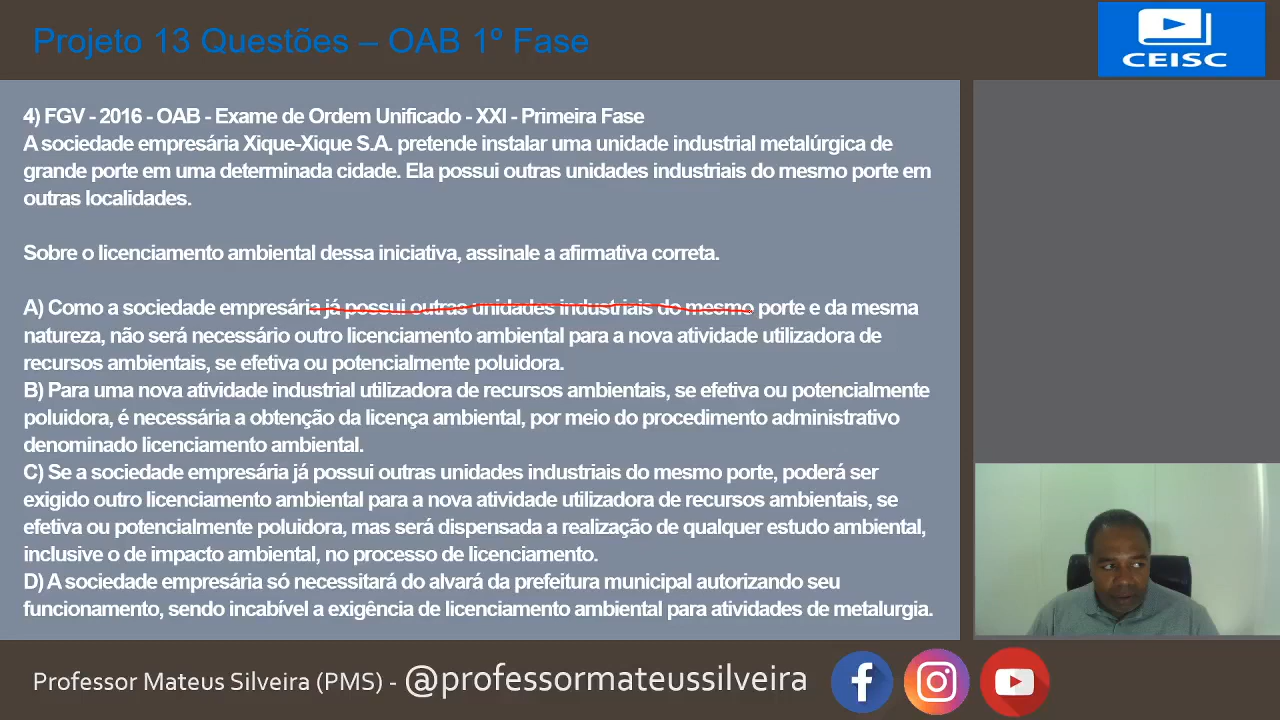 Projeto 13 Questões – OAB 1º Fase
CEISC
4) FGV - 2016 - OAB - Exame de Ordem Unificado - XXI - Primeira Fase
A sociedade empresária Xique-Xique S.A. pretende instalar uma unidade industrial metalúrgica de
grande porte em uma determinada cidade. Ela possui outras unidades industriais do mesmo porte em
outras localidades.
Sobre o licenciamento ambiental dessa iniciativa, assinale a afirmativa correta.
A) Como a sociedade empresária já possui outras unidades industriais do mesmo porte e da mesma
natureza, não será necessário outro licenciamento ambiental para a nova atividade utilizadora de
recursos ambientais, se efetiva ou potencialmente poluidora.
B) Para uma nova atividade industrial utilizadora de recursos ambientais, se efetiva ou potencialmente
poluidora, é necessária a obtenção da licença ambiental, por meio do procedimento administrativo
denominado licenciamento ambiental.
C) Se a sociedade empresária já possui outras unidades industriais do mesmo porte, poderá ser
exigido outro licenciamento ambiental para a nova atividade utilizadora de recursos ambientais, se
efetiva ou potencialmente poluidora, mas será dispensada a realização de qualquer estudo ambiental,
inclusive o de impacto ambiental, no processo de licenciamento.
D) A sociedade empresária só necessitará do alvará da prefeitura municipal autorizando seu
funcionamento, sendo incabível a exigência de licenciamento ambiental para atividades de metalurgia.
Professor Mateus Silveira (PMS) - @professormateussilveira